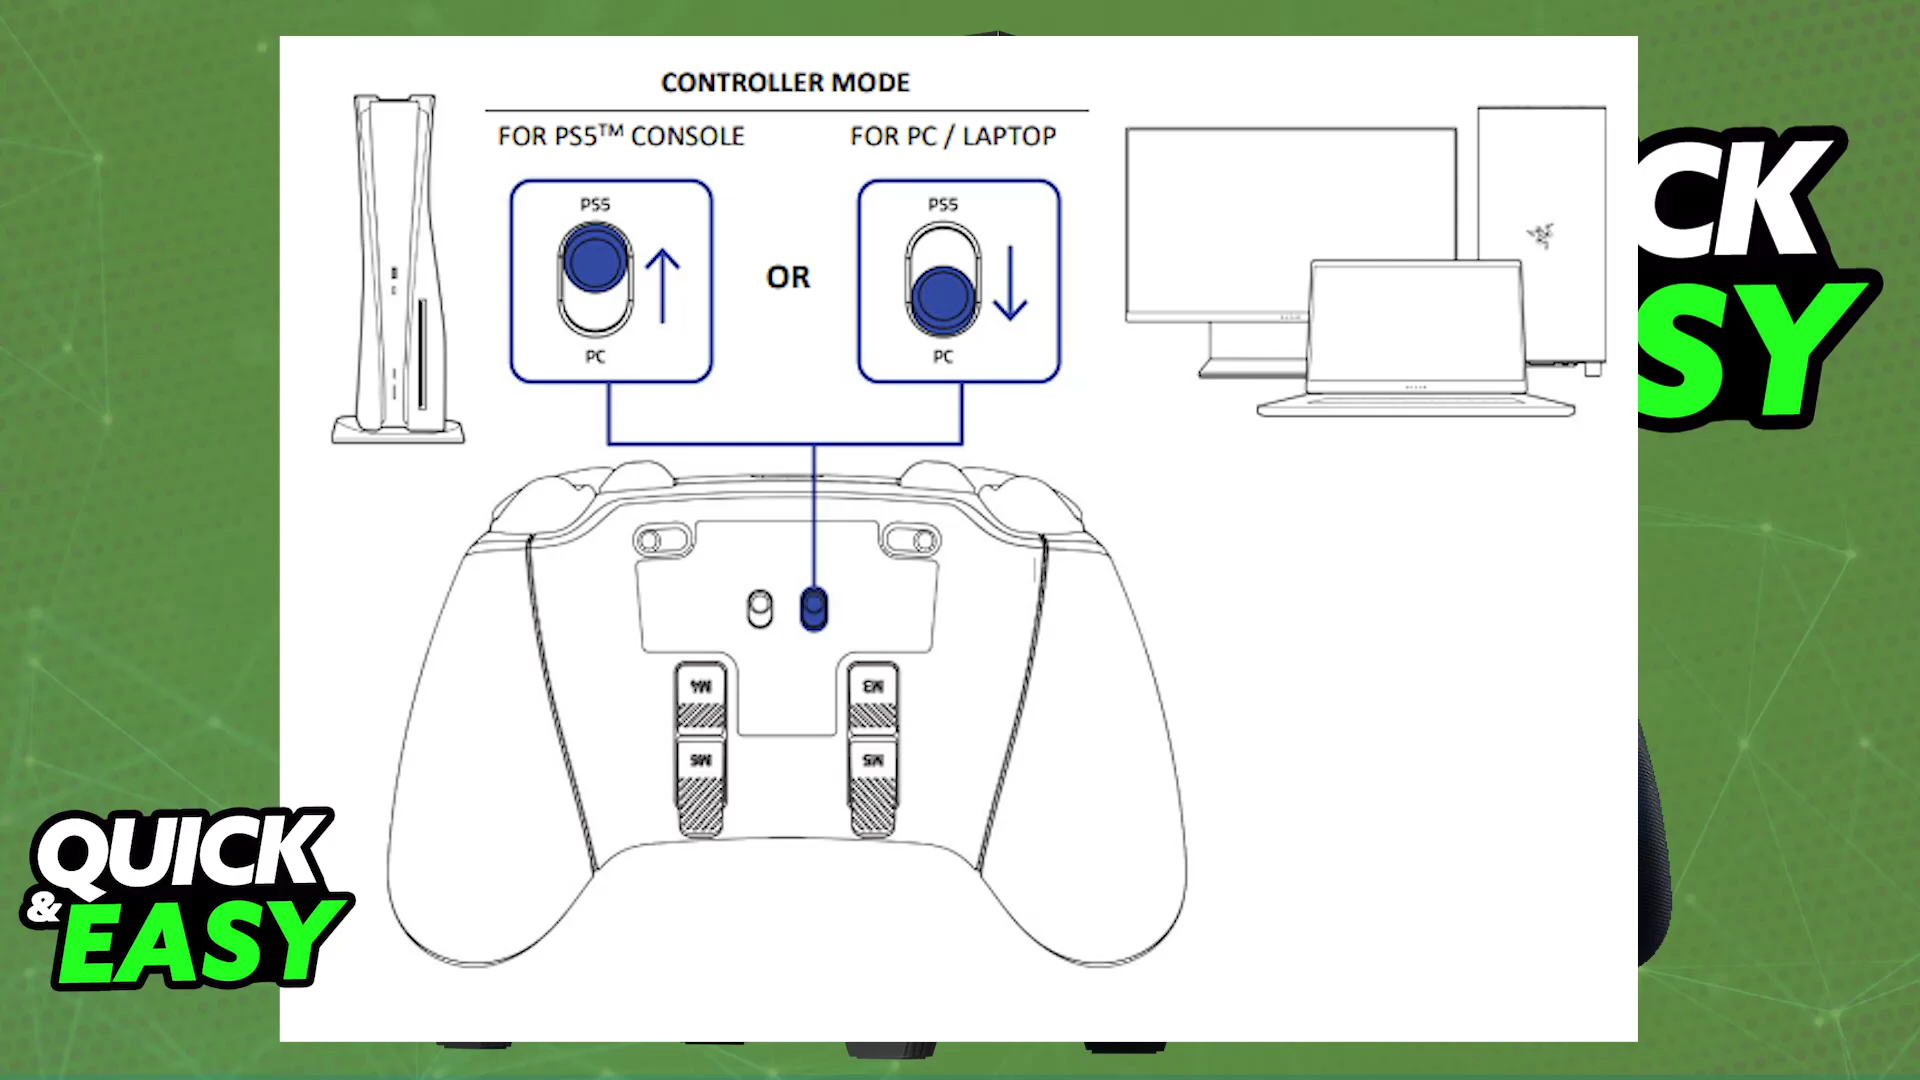 CONTROLLER MODE
FOR PS5™ CONSOLE
FOR PC / LAPTOP
PS5
PC
OR
PS5
PC
M4
M3
M6
M5
CK
SY
QUICK
& EASY